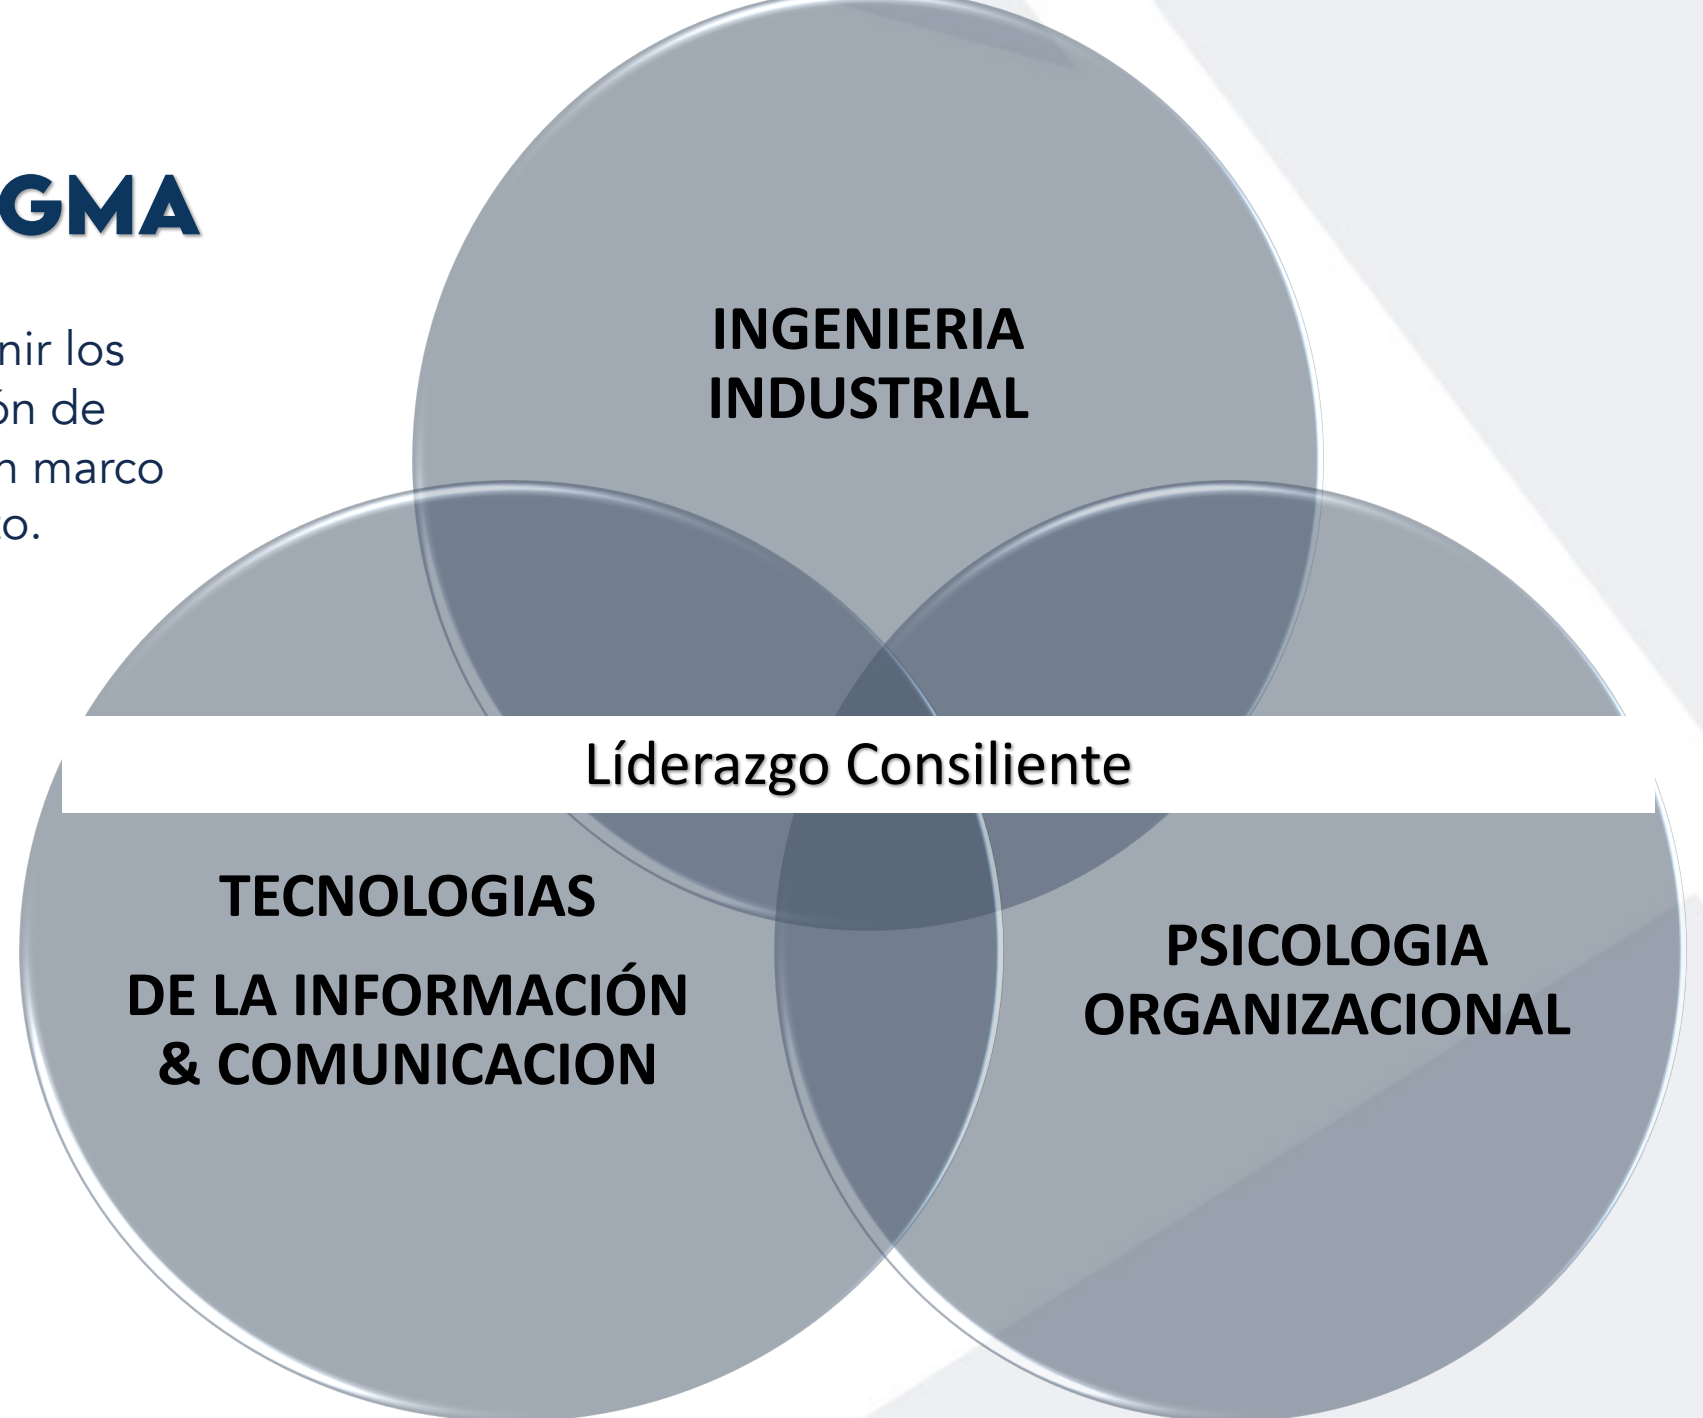 GMA
nir los
ón de
n marco
o.
INGENIERIA
INDUSTRIAL
Líderazgo Consiliente
TECNOLOGIAS
DE LA INFORMACIÓN
& COMUNICACION
PSICOLOGIA
ORGANIZACIONAL